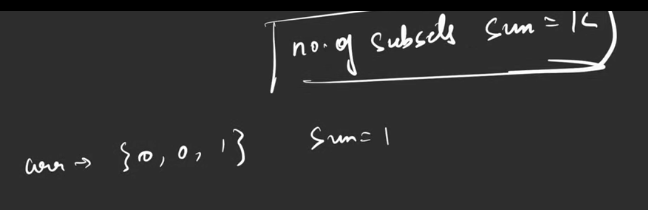 no. of subsets sum = K
arr → {0, 0, 1} sum = 1